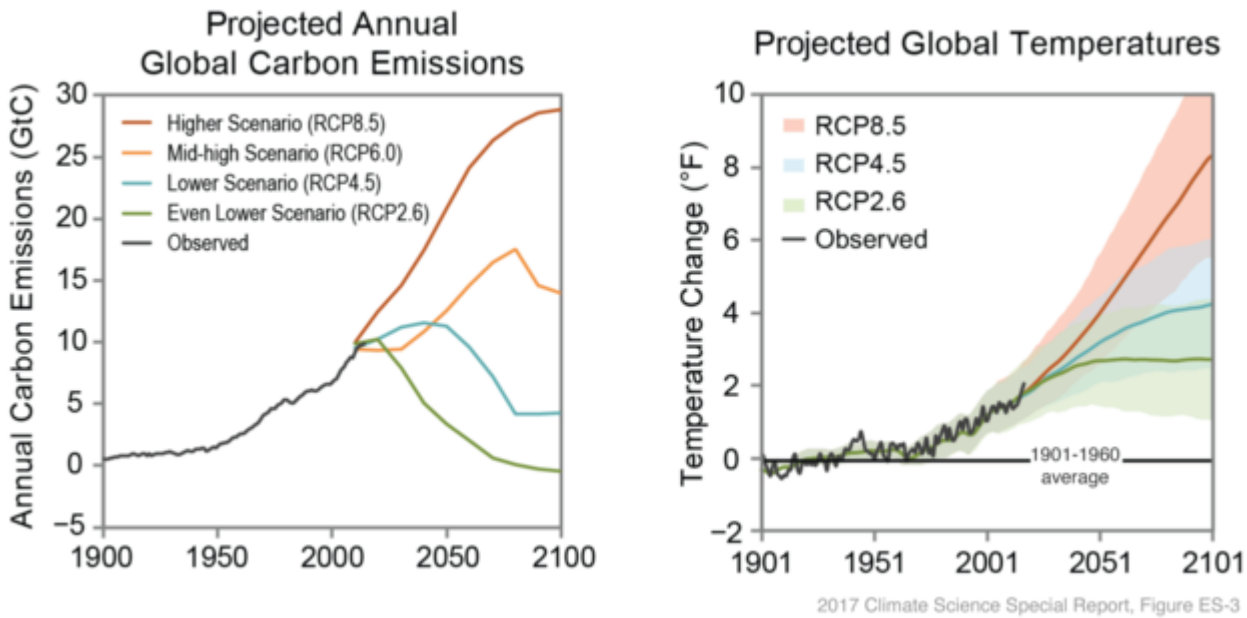 Projected Annual
Global Carbon Emissions
Annual Carbon Emissions (GtC)
30
25
20
15
10
5
0
−5
1900
1950
2000
2050
2100
Higher Scenario (RCP8.5)
Mid-high Scenario (RCP6.0)
Lower Scenario (RCP4.5)
Even Lower Scenario (RCP2.6)
Observed
Projected Global Temperatures
Temperature Change (°F)
10
8
6
4
2
0
−2
1901
1951
2001
2051
2101
RCP8.5
RCP4.5
RCP2.6
Observed
1901-1960
average
2017 Climate Science Special Report, Figure ES-3